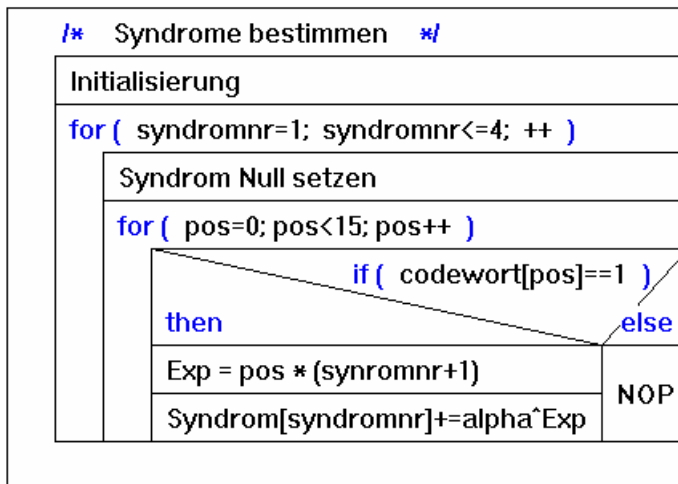 /* Syndrome bestimmen */
Initialisierung
for ( syndromnr=1; syndromnr<=4; ++ )
Syndrom Null setzen
for ( pos=0; pos<15; pos++ )
if ( codewort[pos]==1 )
then
else
Exp = pos * (synromnr+1)
NOP
Syndrom[syndromnr]+=alpha^Exp